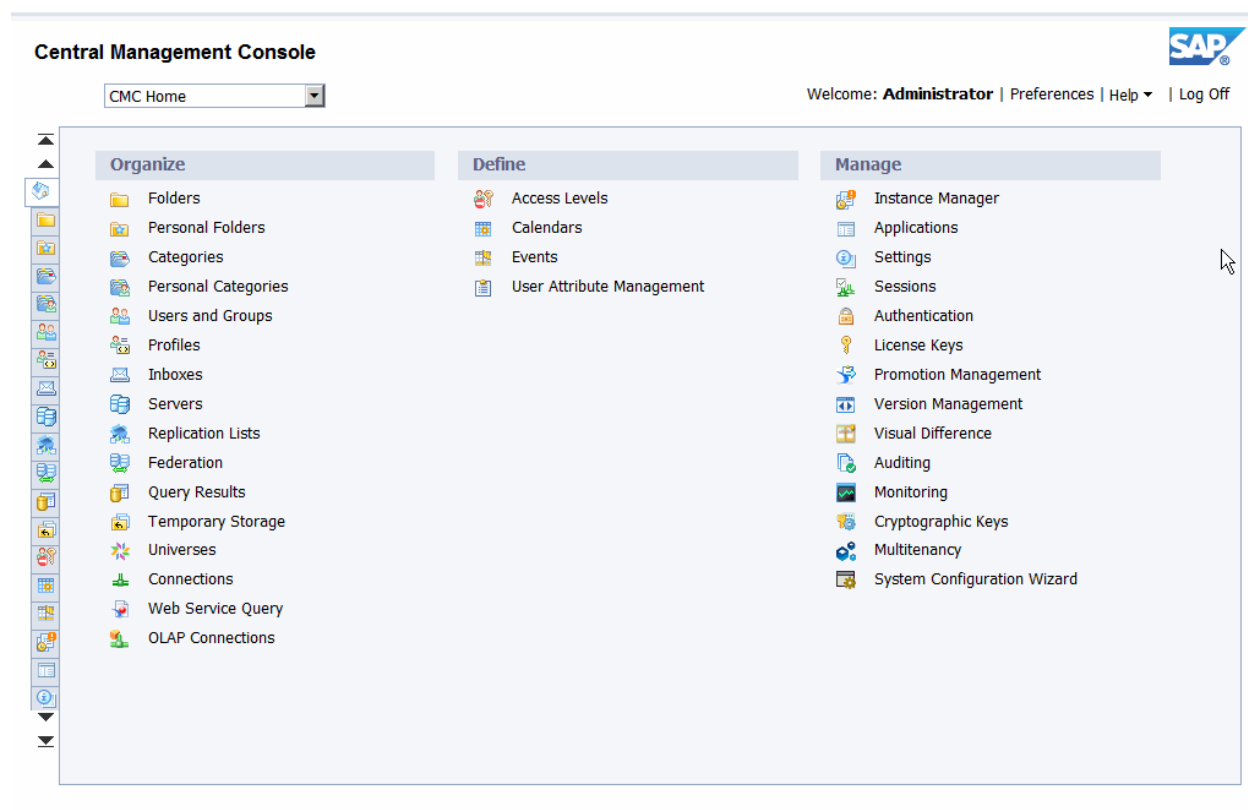 Central Management Console
SAP®
CMC Home
Welcome: Administrator | Preferences | Help | Log Off
Organize
Folders
Personal Folders
Categories
Personal Categories
Users and Groups
Profiles
Inboxes
Servers
Replication Lists
Federation
Query Results
Temporary Storage
Universes
Connections
Web Service Query
OLAP Connections
Define
Access Levels
Calendars
Events
User Attribute Management
Manage
Instance Manager
Applications
Settings
Sessions
Authentication
License Keys
Promotion Management
Version Management
Visual Difference
Auditing
Monitoring
Cryptographic Keys
Multitenancy
System Configuration Wizard